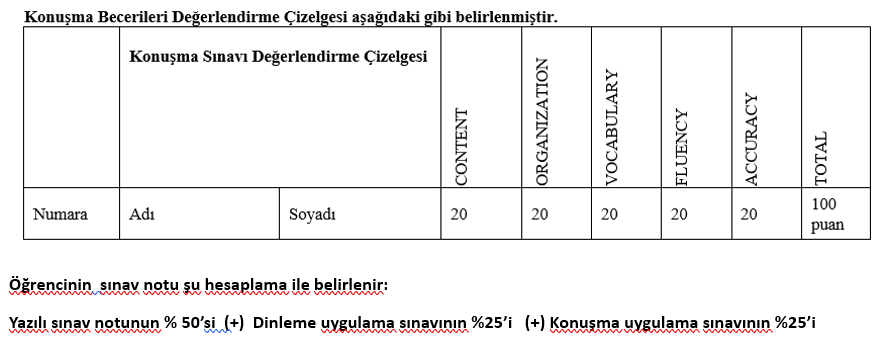 Konuşma Becerileri Değerlendirme Çizelgesi aşağıdaki gibi belirlenmiştir.
Konuşma Sınavı Değerlendirme Çizelgesi
CONTENT
ORGANIZATION
VOCABULARY
FLUENCY
ACCURACY
TOTAL
Numara Adı Soyadı 20 20 20 20 20 100 puan
Öğrencinin sınav notu şu hesaplama ile belirlenir:
Yazılı sınav notunun % 50’si (+) Dinleme uygulama sınavının %25’i (+) Konuşma uygulama sınavının %25’i